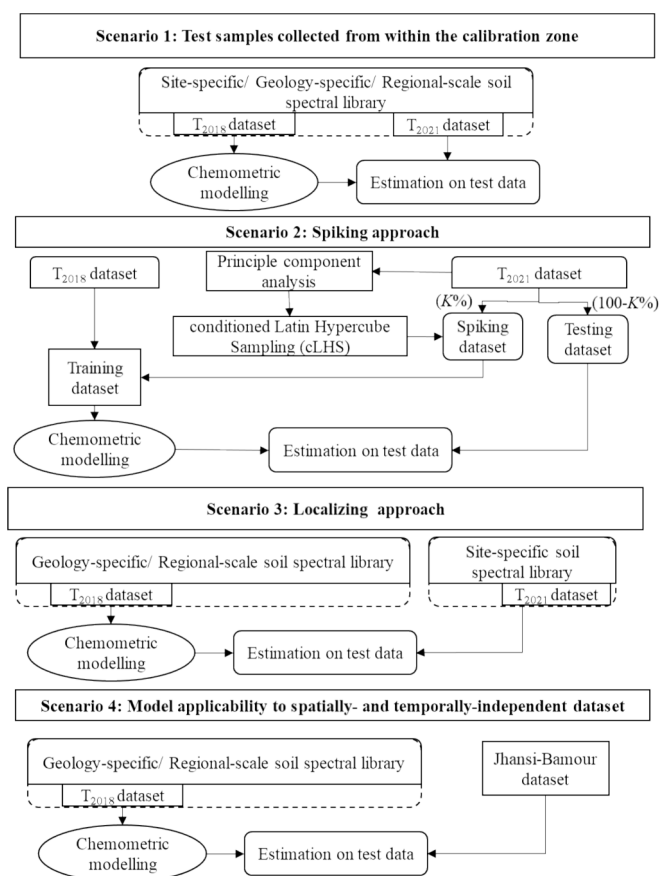 Scenario 1: Test samples collected from within the calibration zone
Site-specific/ Geology-specific/ Regional-scale soil
spectral library
T2018 dataset
T2021 dataset
Chemometric
modelling
Estimation on test data
Scenario 2: Spiking approach
T2018 dataset
Principle component
analysis
T2021 dataset
(K%)
(100-K%)
conditioned Latin Hypercube
Sampling (cLHS)
Spiking
dataset
Testing
dataset
Training
dataset
Chemometric
modelling
Estimation on test data
Scenario 3: Localizing approach
Geology-specific/ Regional-scale soil spectral library
T2018 dataset
Site-specific soil
spectral library
T2021 dataset
Chemometric
modelling
Estimation on test data
Scenario 4: Model applicability to spatially- and temporally-independent dataset
Geology-specific/ Regional-scale soil spectral library
T2018 dataset
Jhansi-Bamour
dataset
Chemometric
modelling
Estimation on test data